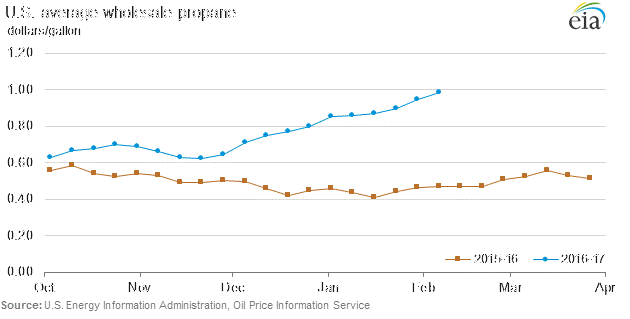 U.S. average wholesale propane
dollars/gallon
eia
1.20
1.00
0.80
0.60
0.40
0.20
0.00
Oct Nov Dec Jan Feb Mar Apr
2015-16 2016-17
Source: U.S. Energy Information Administration, Oil Price Information Service